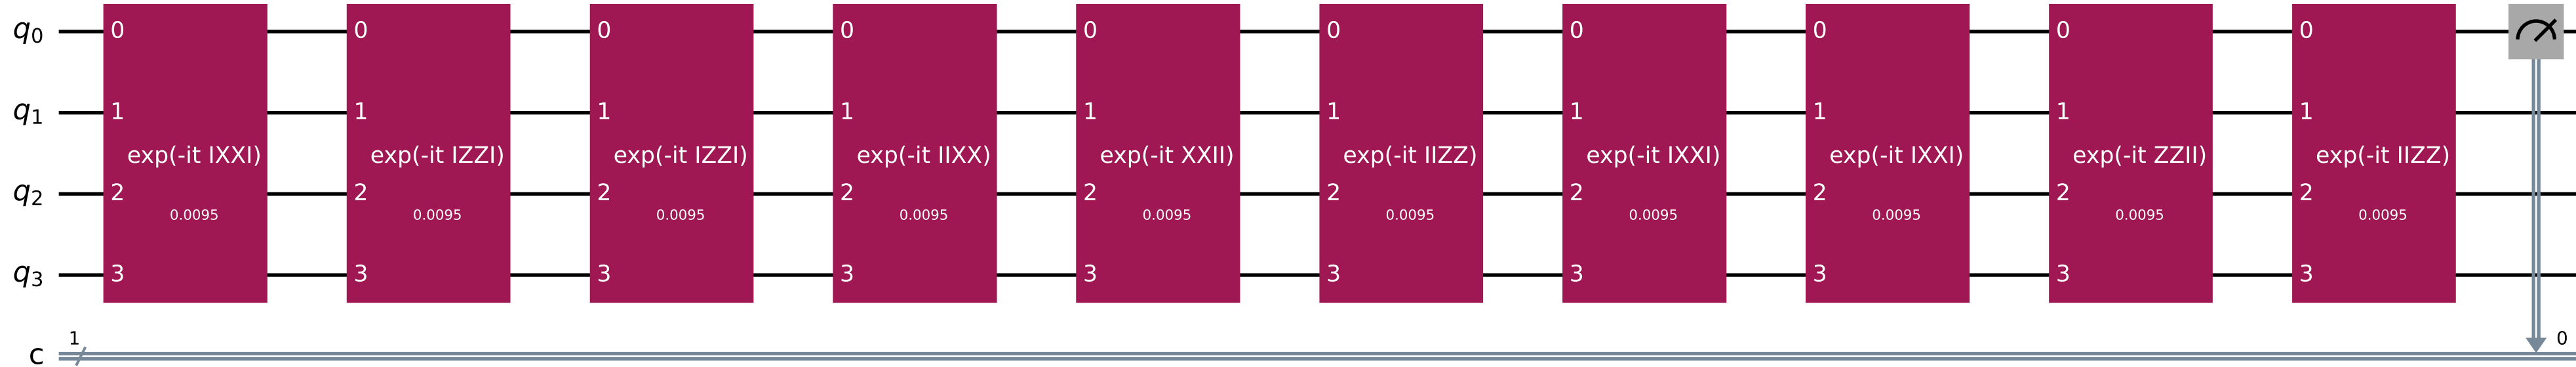 q0 0 0 0 0 0 0 0 0 0 0
q1 1 1 1 1 1 1 1 1 1 1
exp(-it IXXI) exp(-it IZZI) exp(-it IZZI) exp(-it IIXX) exp(-it XXII) exp(-it IIZZ) exp(-it IXXI) exp(-it IXXI) exp(-it ZZII) exp(-it IIZZ)
q2 2 2 2 2 2 2 2 2 2 2
0.0095 0.0095 0.0095 0.0095 0.0095 0.0095 0.0095 0.0095 0.0095 0.0095
q3 3 3 3 3 3 3 3 3 3 3
1 0
c